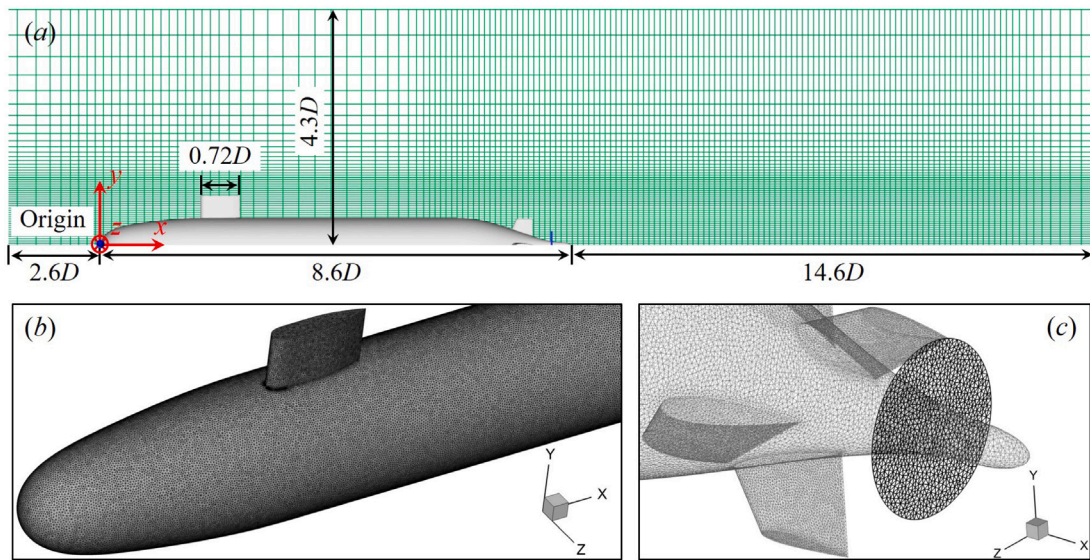 (a)
4.3D
0.72D
y
Origin
z
x
2.6D
8.6D
14.6D
(b)
Y
X
Z
(c)
Y
Z
X